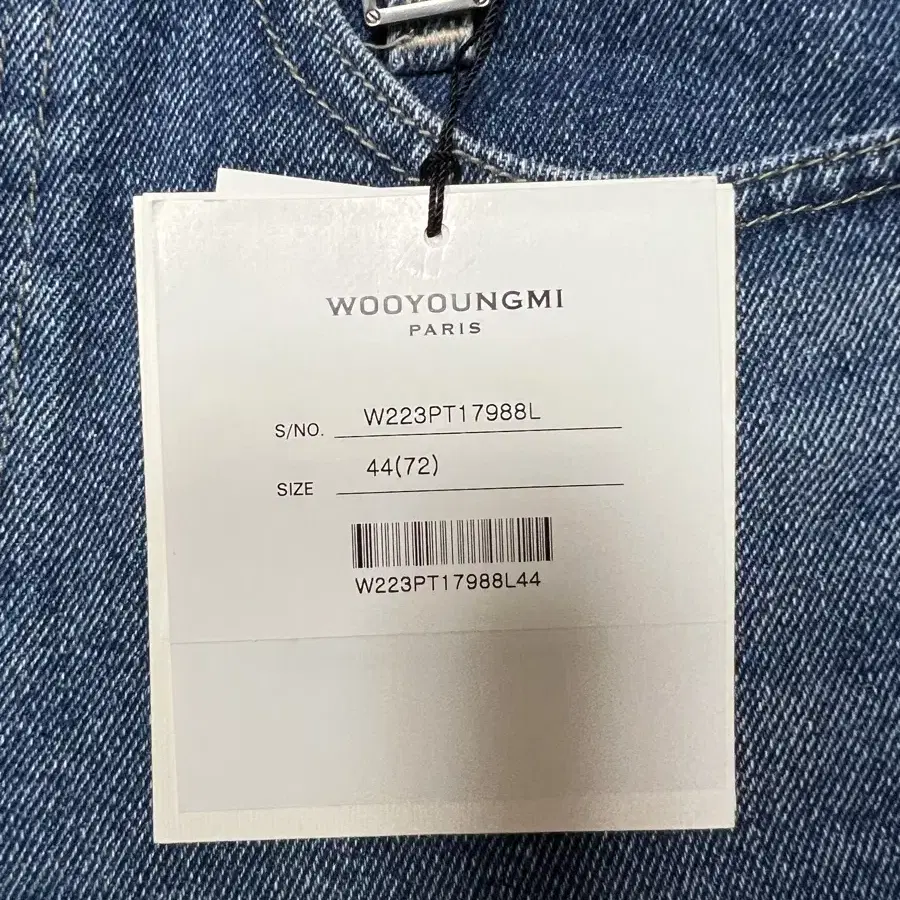 WOOYOUNGMI
PARIS
S/NO. W223PT17988L
SIZE 44(72)
W223PT17988L44